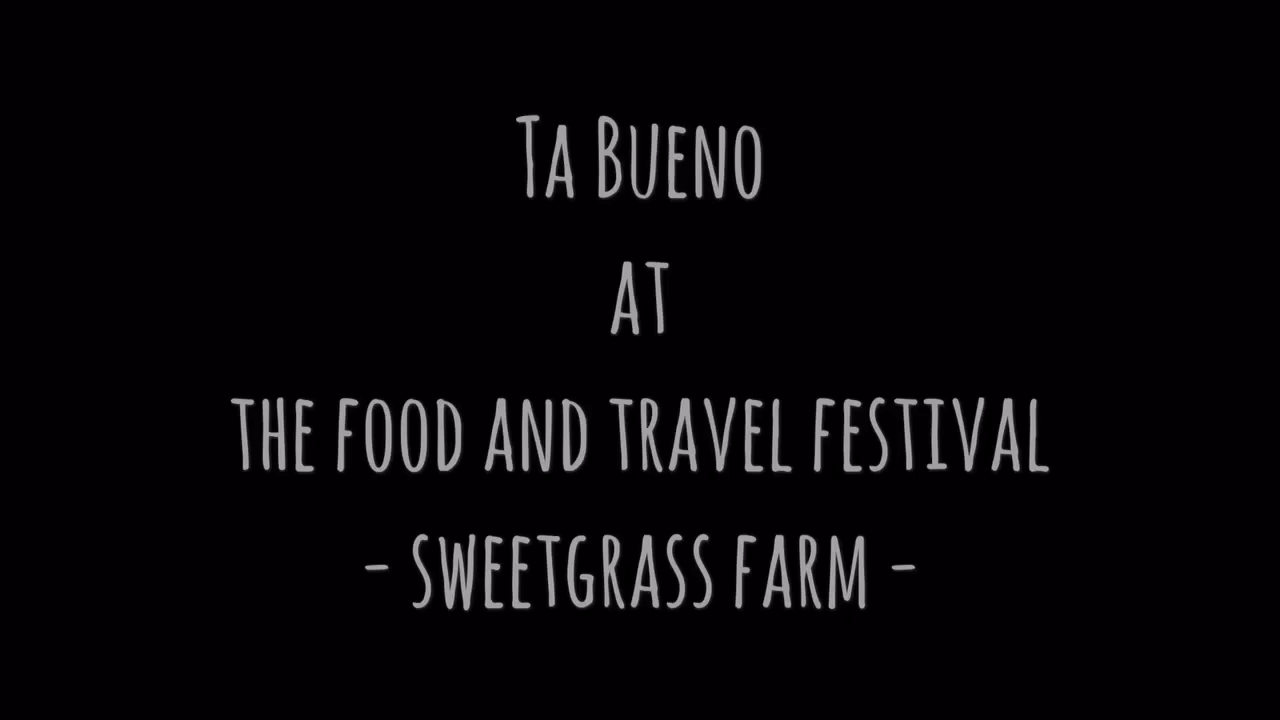 Ta Bueno
at
the food and travel festival
- sweetgrass farm -